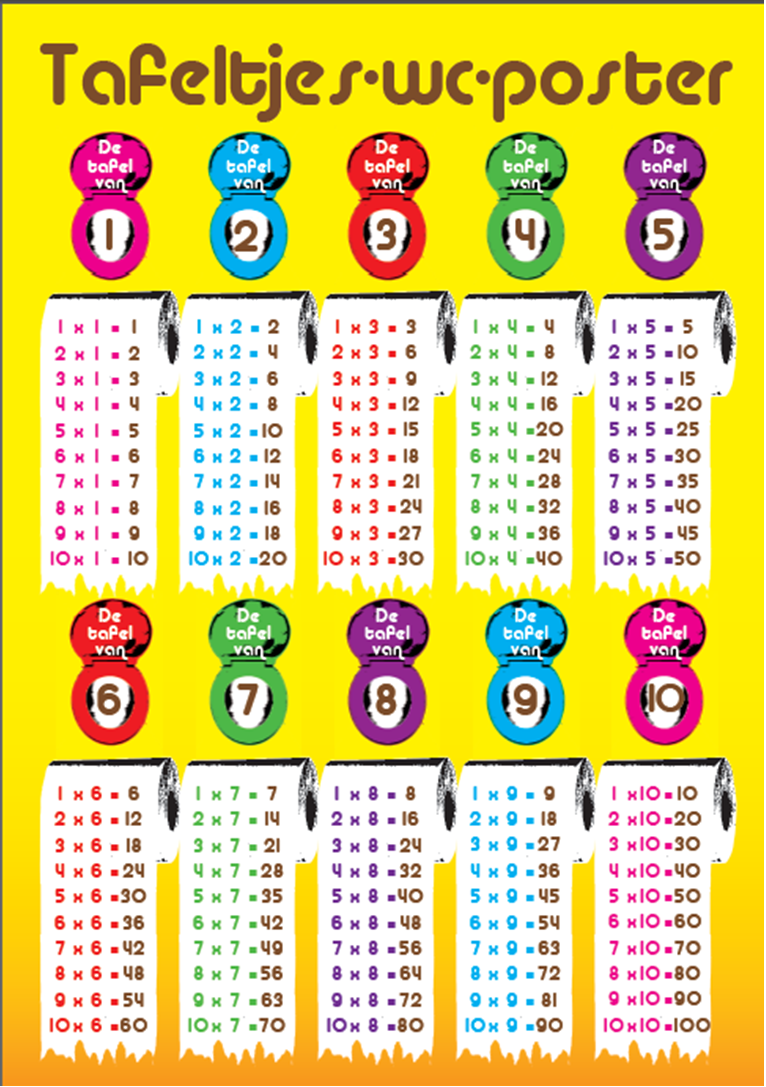 Tafeltjes·wc·poster
De
tafel
van
1
De
tafel
van
2
De
tafel
van
3
De
tafel
van
4
De
tafel
van
5
1 x 1 = 1
2 x 1 = 2
3 x 1 = 3
4 x 1 = 4
5 x 1 = 5
6 x 1 = 6
7 x 1 = 7
8 x 1 = 8
9 x 1 = 9
10 x 1 = 10
1 x 2 = 2
2 x 2 = 4
3 x 2 = 6
4 x 2 = 8
5 x 2 = 10
6 x 2 = 12
7 x 2 = 14
8 x 2 = 16
9 x 2 = 18
10 x 2 = 20
1 x 3 = 3
2 x 3 = 6
3 x 3 = 9
4 x 3 = 12
5 x 3 = 15
6 x 3 = 18
7 x 3 = 21
8 x 3 = 24
9 x 3 = 27
10 x 3 = 30
1 x 4 = 4
2 x 4 = 8
3 x 4 = 12
4 x 4 = 16
5 x 4 = 20
6 x 4 = 24
7 x 4 = 28
8 x 4 = 32
9 x 4 = 36
10 x 4 = 40
1 x 5 = 5
2 x 5 = 10
3 x 5 = 15
4 x 5 = 20
5 x 5 = 25
6 x 5 = 30
7 x 5 = 35
8 x 5 = 40
9 x 5 = 45
10 x 5 = 50
De
tafel
van
6
De
tafel
van
7
De
tafel
van
8
De
tafel
van
9
De
tafel
van
10
1 x 6 = 6
2 x 6 = 12
3 x 6 = 18
4 x 6 = 24
5 x 6 = 30
6 x 6 = 36
7 x 6 = 42
8 x 6 = 48
9 x 6 = 54
10 x 6 = 60
1 x 7 = 7
2 x 7 = 14
3 x 7 = 21
4 x 7 = 28
5 x 7 = 35
6 x 7 = 42
7 x 7 = 49
8 x 7 = 56
9 x 7 = 63
10 x 7 = 70
1 x 8 = 8
2 x 8 = 16
3 x 8 = 24
4 x 8 = 32
5 x 8 = 40
6 x 8 = 48
7 x 8 = 56
8 x 8 = 64
9 x 8 = 72
10 x 8 = 80
1 x 9 = 9
2 x 9 = 18
3 x 9 = 27
4 x 9 = 36
5 x 9 = 45
6 x 9 = 54
7 x 9 = 63
8 x 9 = 72
9 x 9 = 81
10 x 9 = 90
1 x 10 = 10
2 x 10 = 20
3 x 10 = 30
4 x 10 = 40
5 x 10 = 50
6 x 10 = 60
7 x 10 = 70
8 x 10 = 80
9 x 10 = 90
10 x 10 = 100